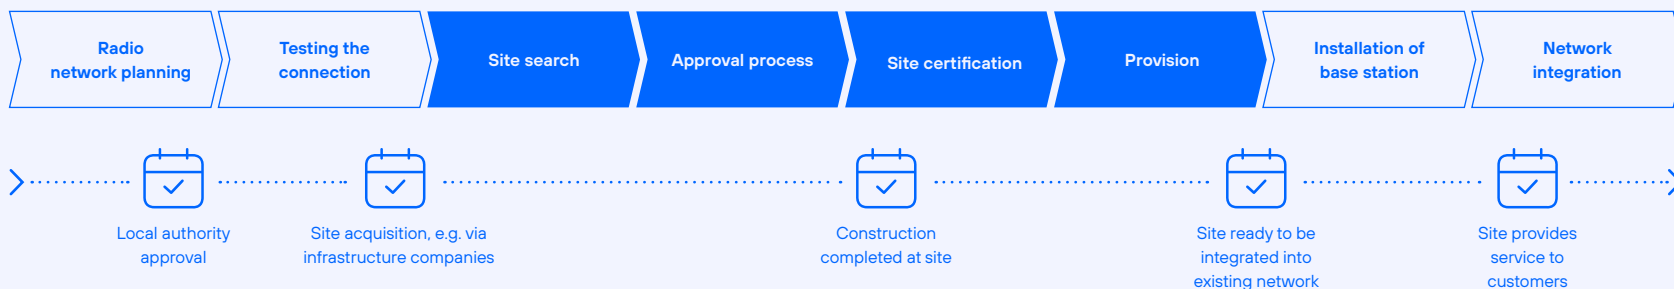 Radio
network planning
Testing the
connection
Site search
Approval process
Site certification
Provision
Installation of
base station
Network
integration
Local authority
approval
Site acquisition, e.g. via
infrastructure companies
Construction
completed at site
Site ready to be
integrated into
existing network
Site provides
service to
customers